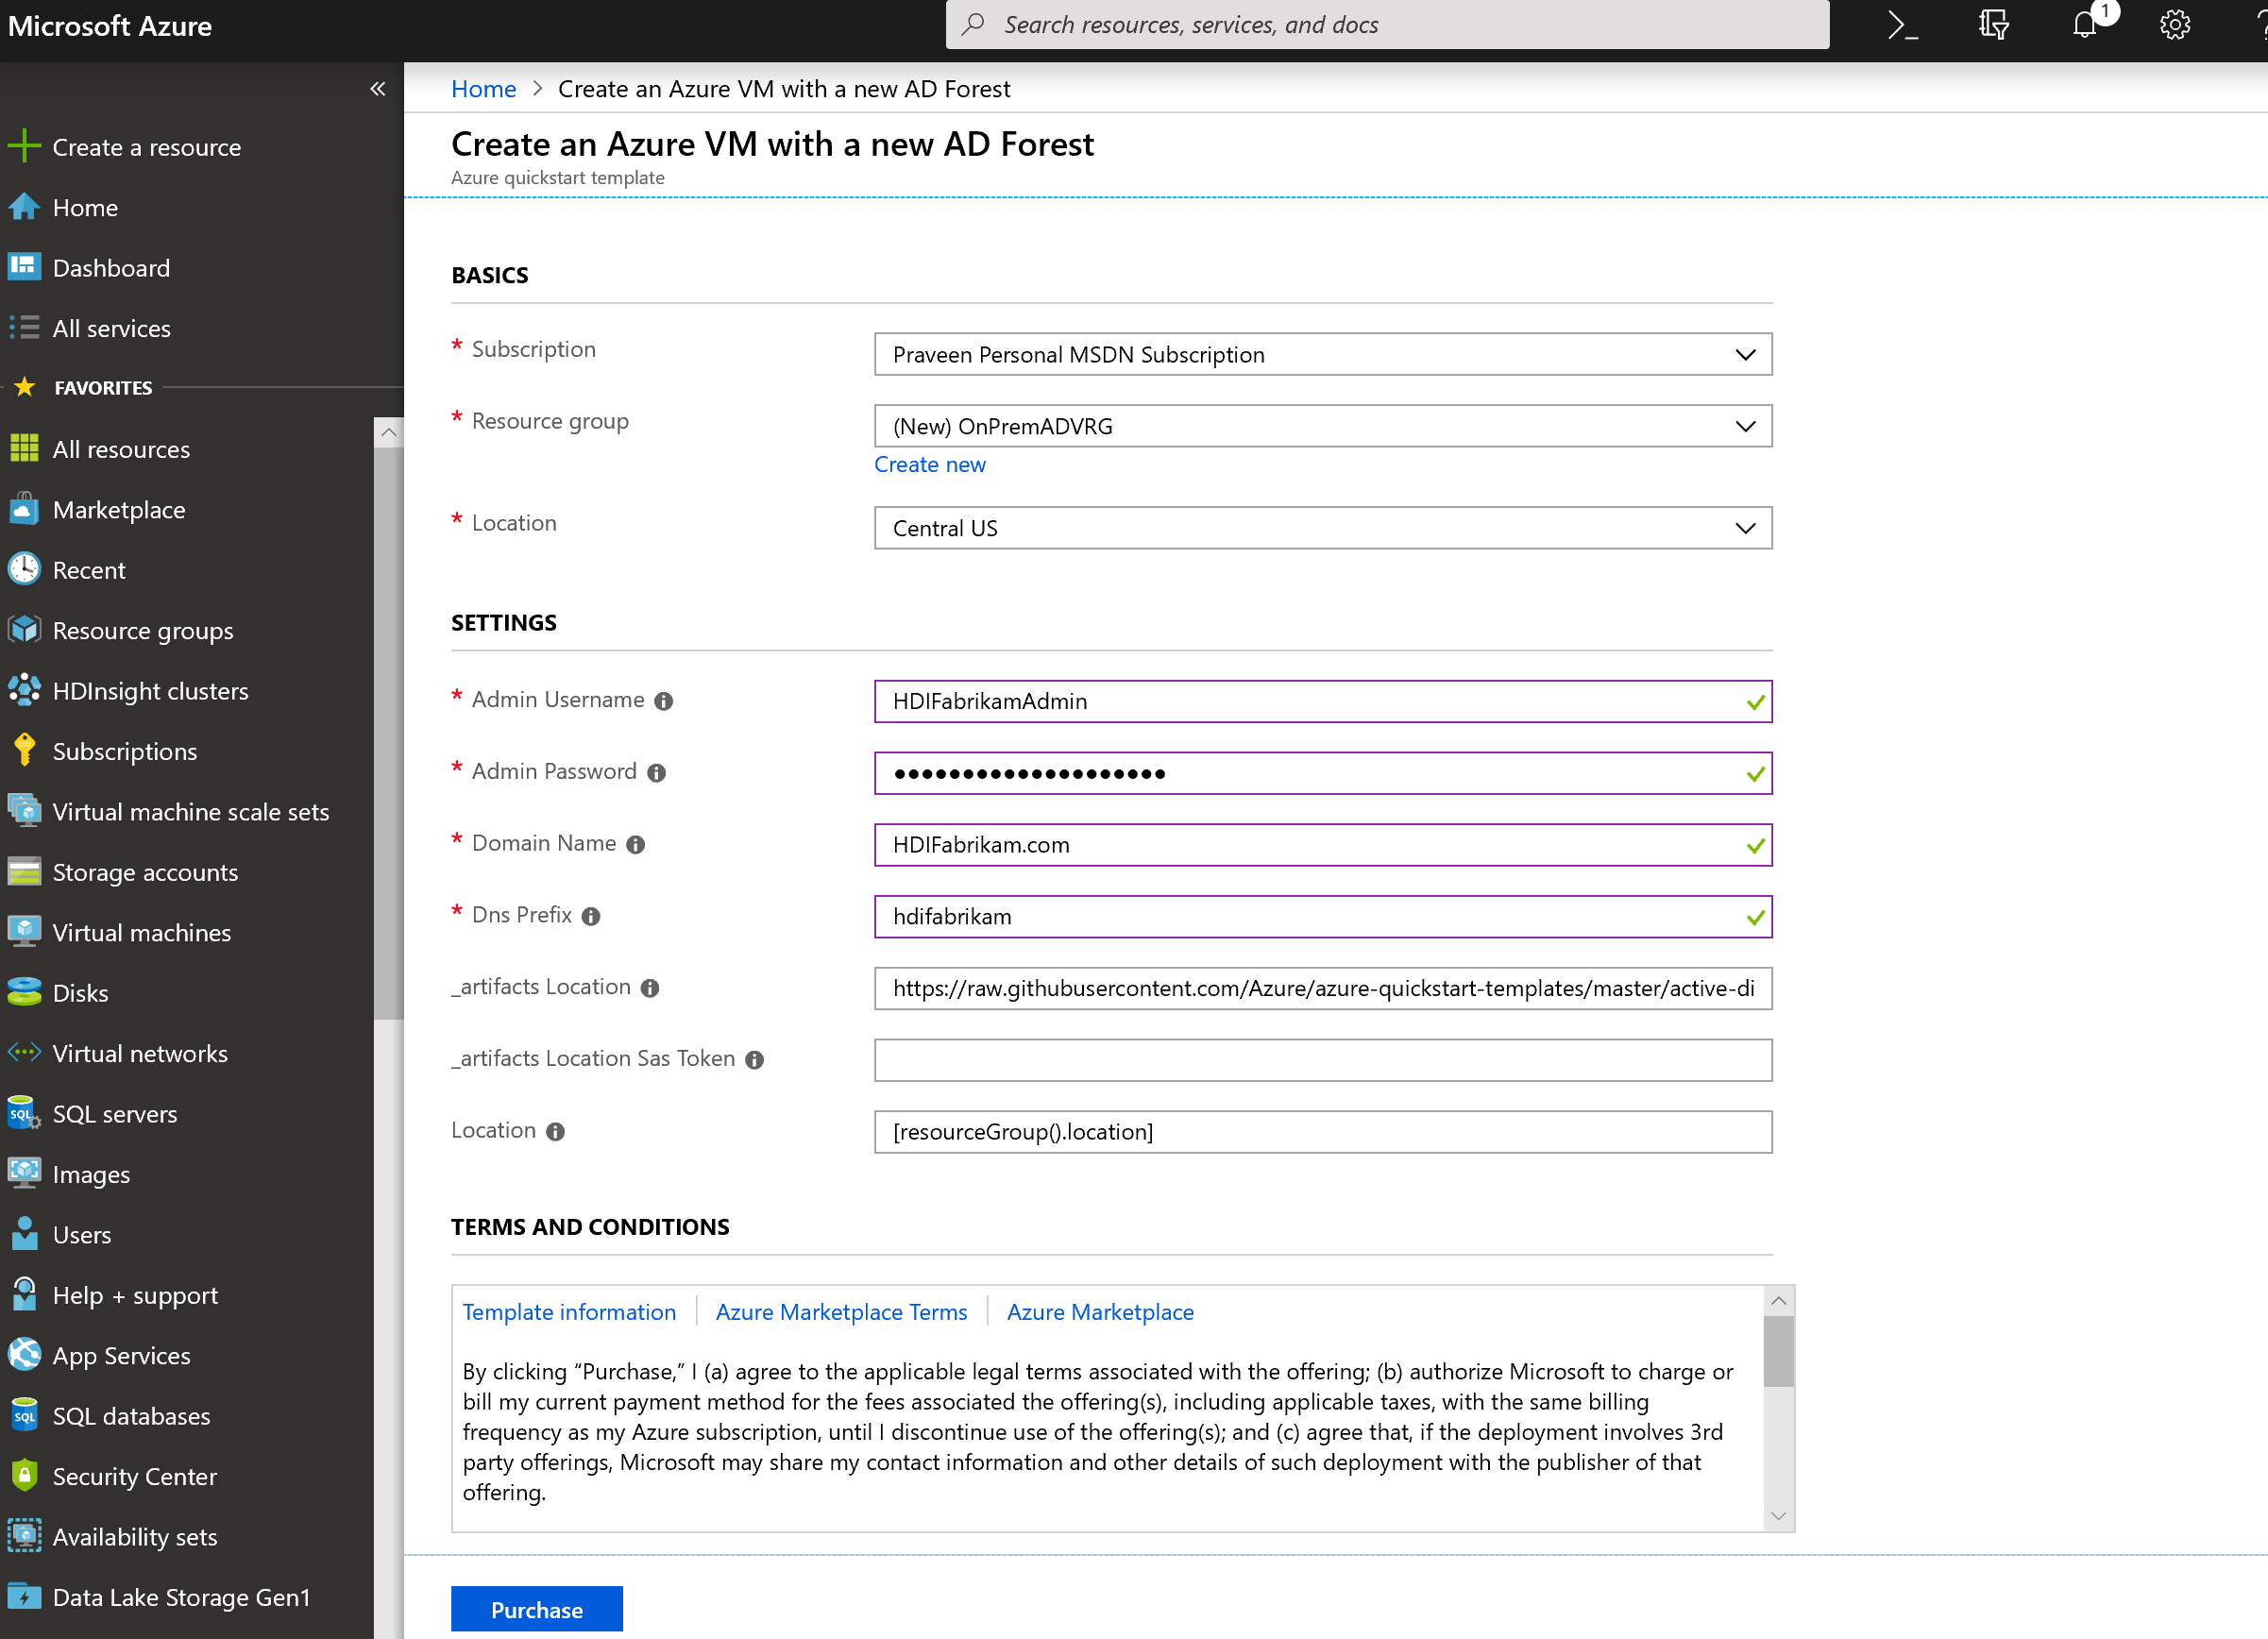 Microsoft Azure
Search resources, services, and docs
1
Create a resource
Home
Dashboard
All services
FAVORITES
All resources
Marketplace
Recent
Resource groups
HDInsight clusters
Subscriptions
Virtual machine scale sets
Storage accounts
Virtual machines
Disks
Virtual networks
SQL servers
Images
Users
Help + support
App Services
SQL databases
Security Center
Availability sets
Data Lake Storage Gen1
Home > Create an Azure VM with a new AD Forest
Create an Azure VM with a new AD Forest
Azure quickstart template
BASICS
* Subscription
Praveen Personal MSDN Subscription
* Resource group
(New) OnPremADVRG
Create new
* Location
Central US
SETTINGS
* Admin Username
HDIFabrikamAdmin
* Admin Password
••••••••••••••••••••
* Domain Name
HDIFabrikam.com
* Dns Prefix
hdifabrikam
_artifacts Location
https://raw.githubusercontent.com/Azure/azure-quickstart-templates/master/active-di
_artifacts Location Sas Token
Location
[resourceGroup().location]
TERMS AND CONDITIONS
Template information | Azure Marketplace Terms | Azure Marketplace
By clicking “Purchase,” I (a) agree to the applicable legal terms associated with the offering; (b) authorize Microsoft to charge or
bill my current payment method for the fees associated the offering(s), including applicable taxes, with the same billing
frequency as my Azure subscription, until I discontinue use of the offering(s); and (c) agree that, if the deployment involves 3rd
party offerings, Microsoft may share my contact information and other details of such deployment with the publisher of that
offering.
Purchase